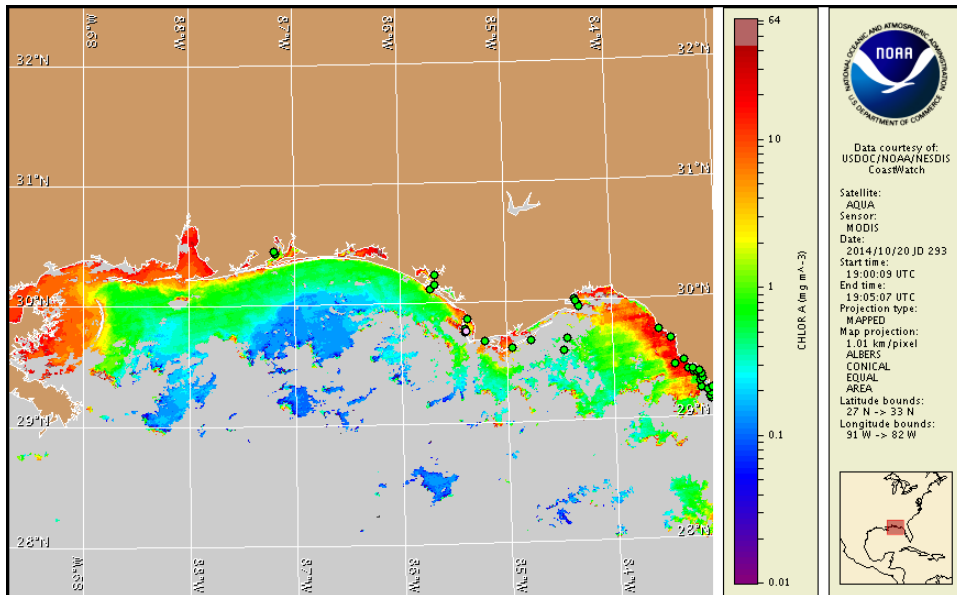 89°W 88°W 87°W 86°W 85°W 84°W
32°N 32°N
31°N 31°N
30°N 30°N
29°N 29°N
28°N 28°N
89°W 88°W 87°W 86°W 85°W 84°W
64
10
1
0.1
0.01
CHLOR A (mg m^-3)
NATIONAL OCEANIC AND ATMOSPHERIC ADMINISTRATION
NOAA
U.S. DEPARTMENT OF COMMERCE
Data courtesy of:
USDOC/NOAA/NESDIS
CoastWatch
Satellite:
AQUA
Sensor:
MODIS
Date:
2014/10/20 JD 293
Start time:
19:00:09 UTC
End time:
19:05:07 UTC
Projection type:
MAPPED
Map projection:
1.01 km/pixel
ALBERS
CONICAL
EQUAL
AREA
Latitude bounds:
27 N -> 33 N
Longitude bounds:
91 W -> 82 W